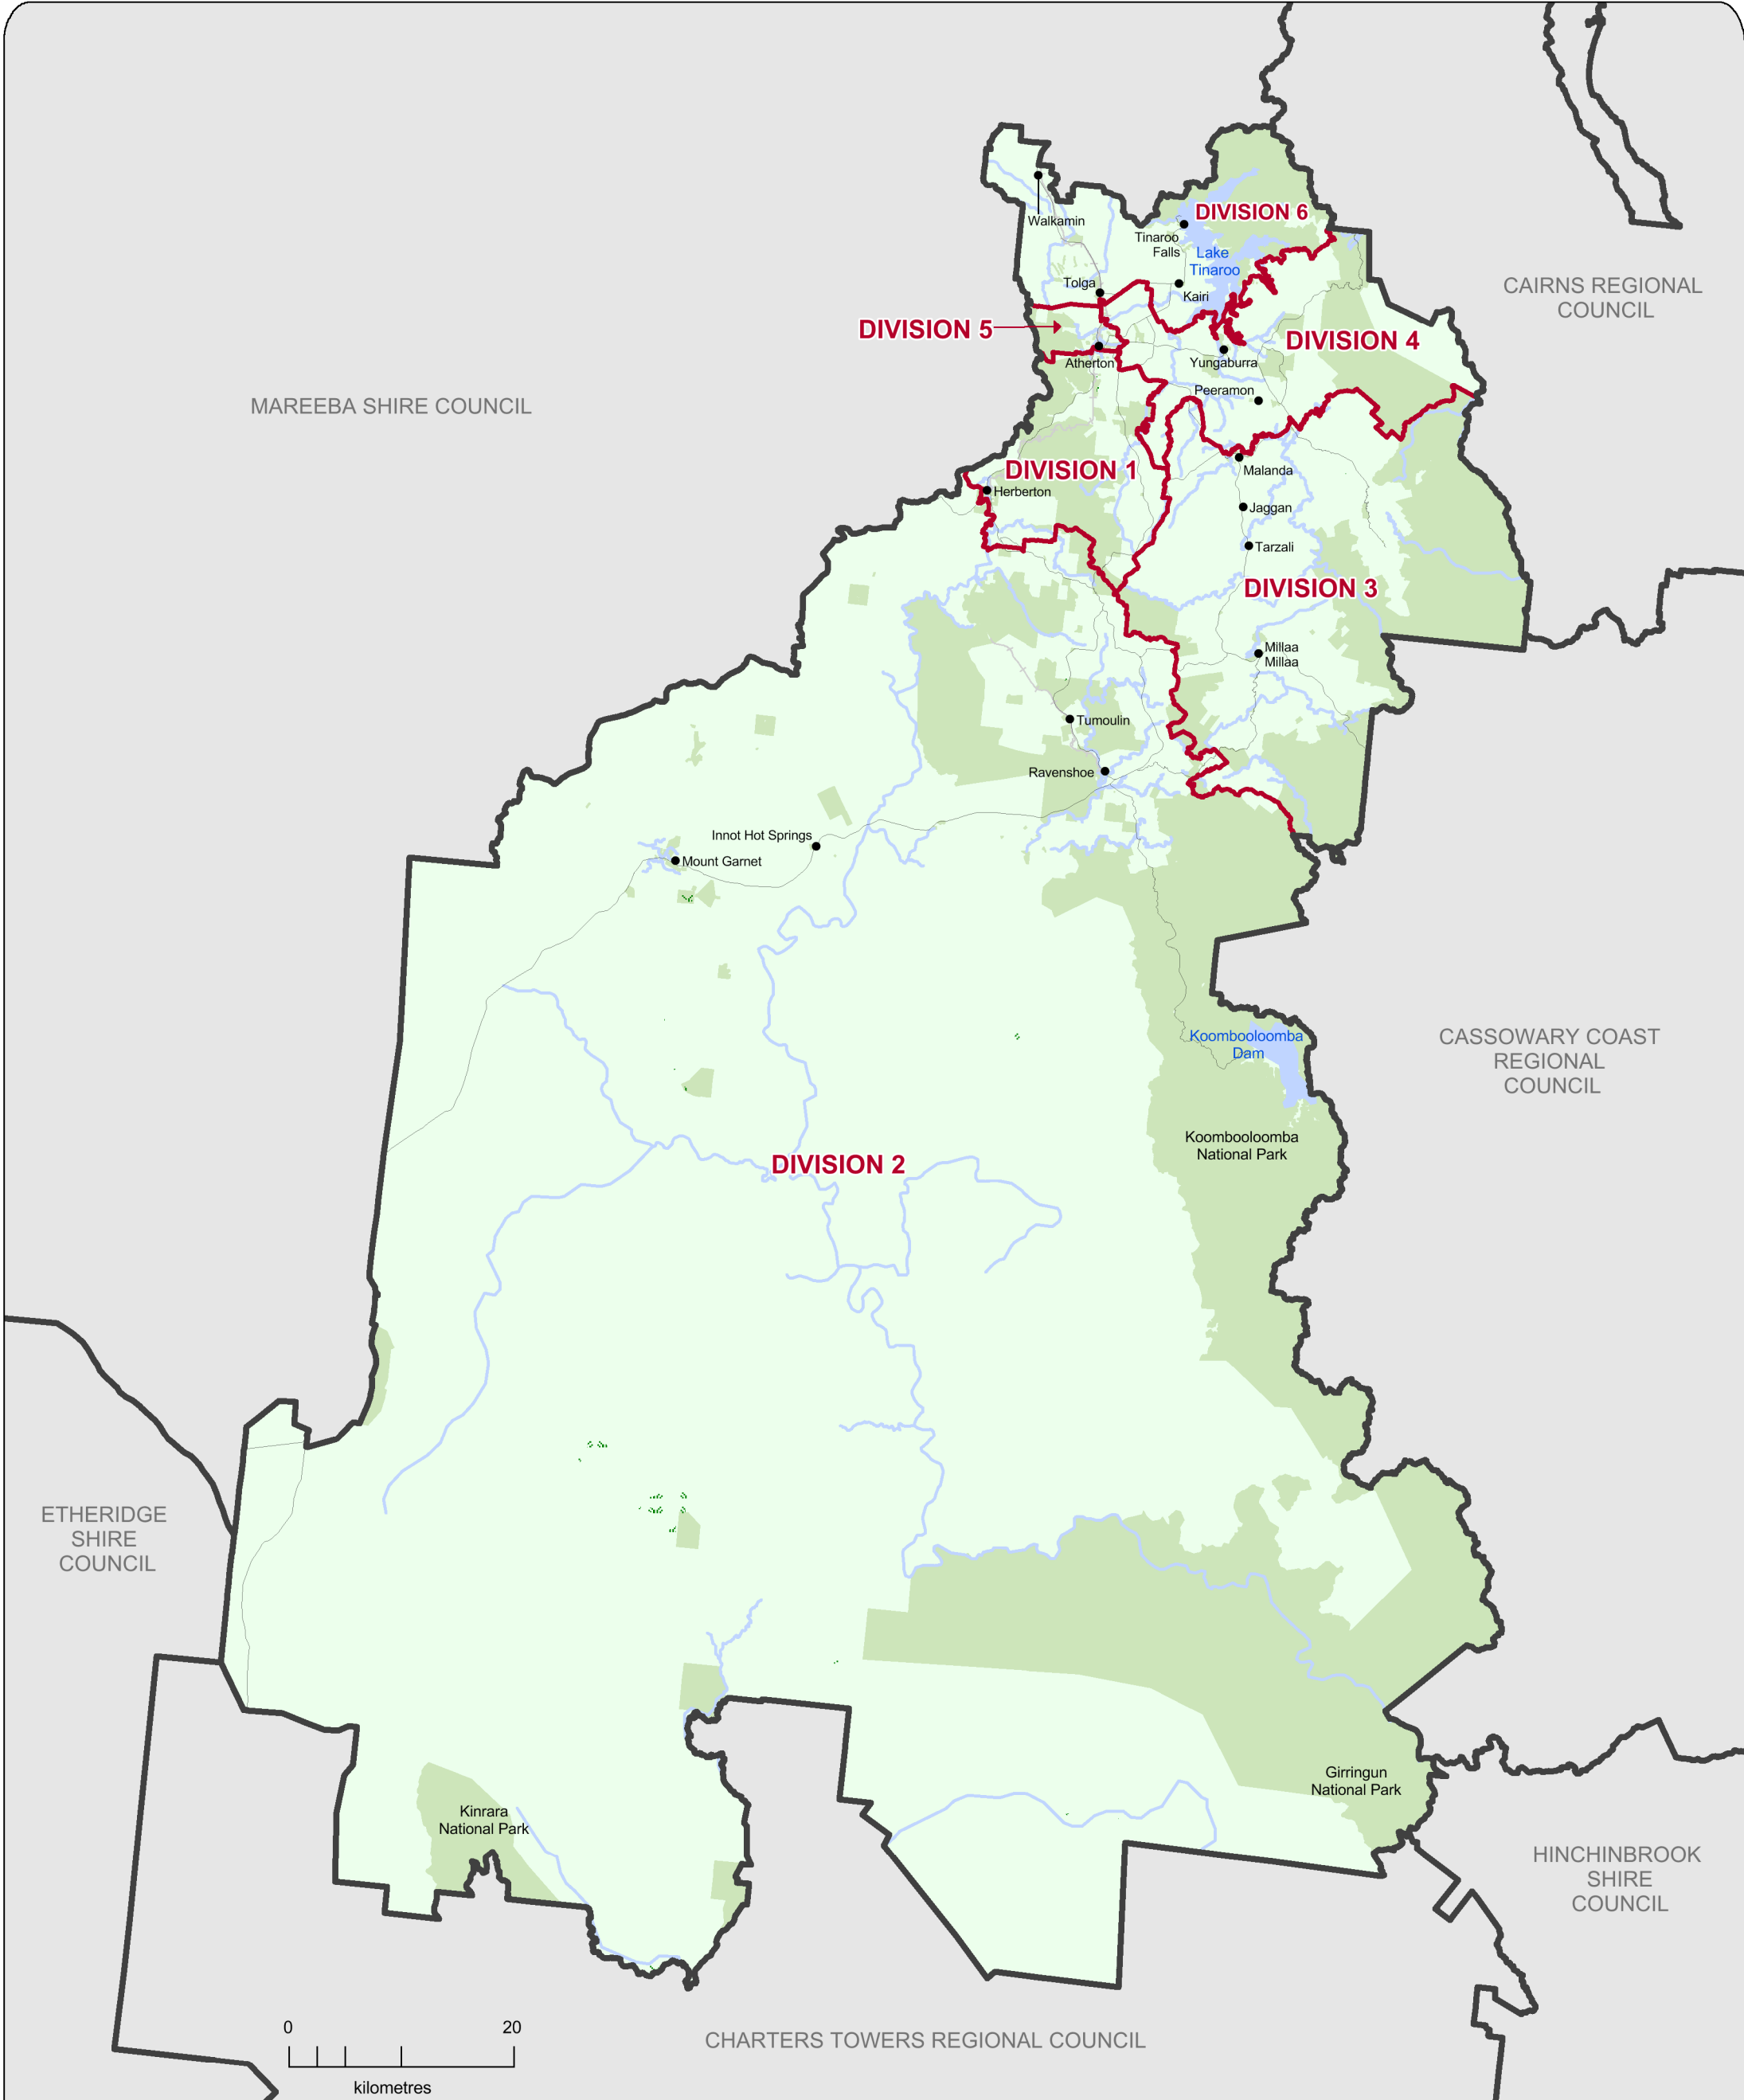 DIVISION 6
Walkamin
Tinaroo
Falls
Lake
Tinaroo
Tolga
Kairi
CAIRNS REGIONAL
COUNCIL
DIVISION 5
DIVISION 4
Atherton
Yungaburra
Peeramon
MAREEBA SHIRE COUNCIL
DIVISION 1
Malanda
Herberton
Jaggan
Tarzali
DIVISION 3
Millaa
Millaa
Tumoulin
Ravenshoe
Innot Hot Springs
Mount Garnet
Koombooloomba
Dam
CASSOWARY COAST
REGIONAL
COUNCIL
Koombooloomba
National Park
DIVISION 2
ETHERIDGE
SHIRE
COUNCIL
Girringun
National Park
Kinrara
National Park
HINCHINBROOK
SHIRE
COUNCIL
0 20
kilometres
CHARTERS TOWERS REGIONAL COUNCIL